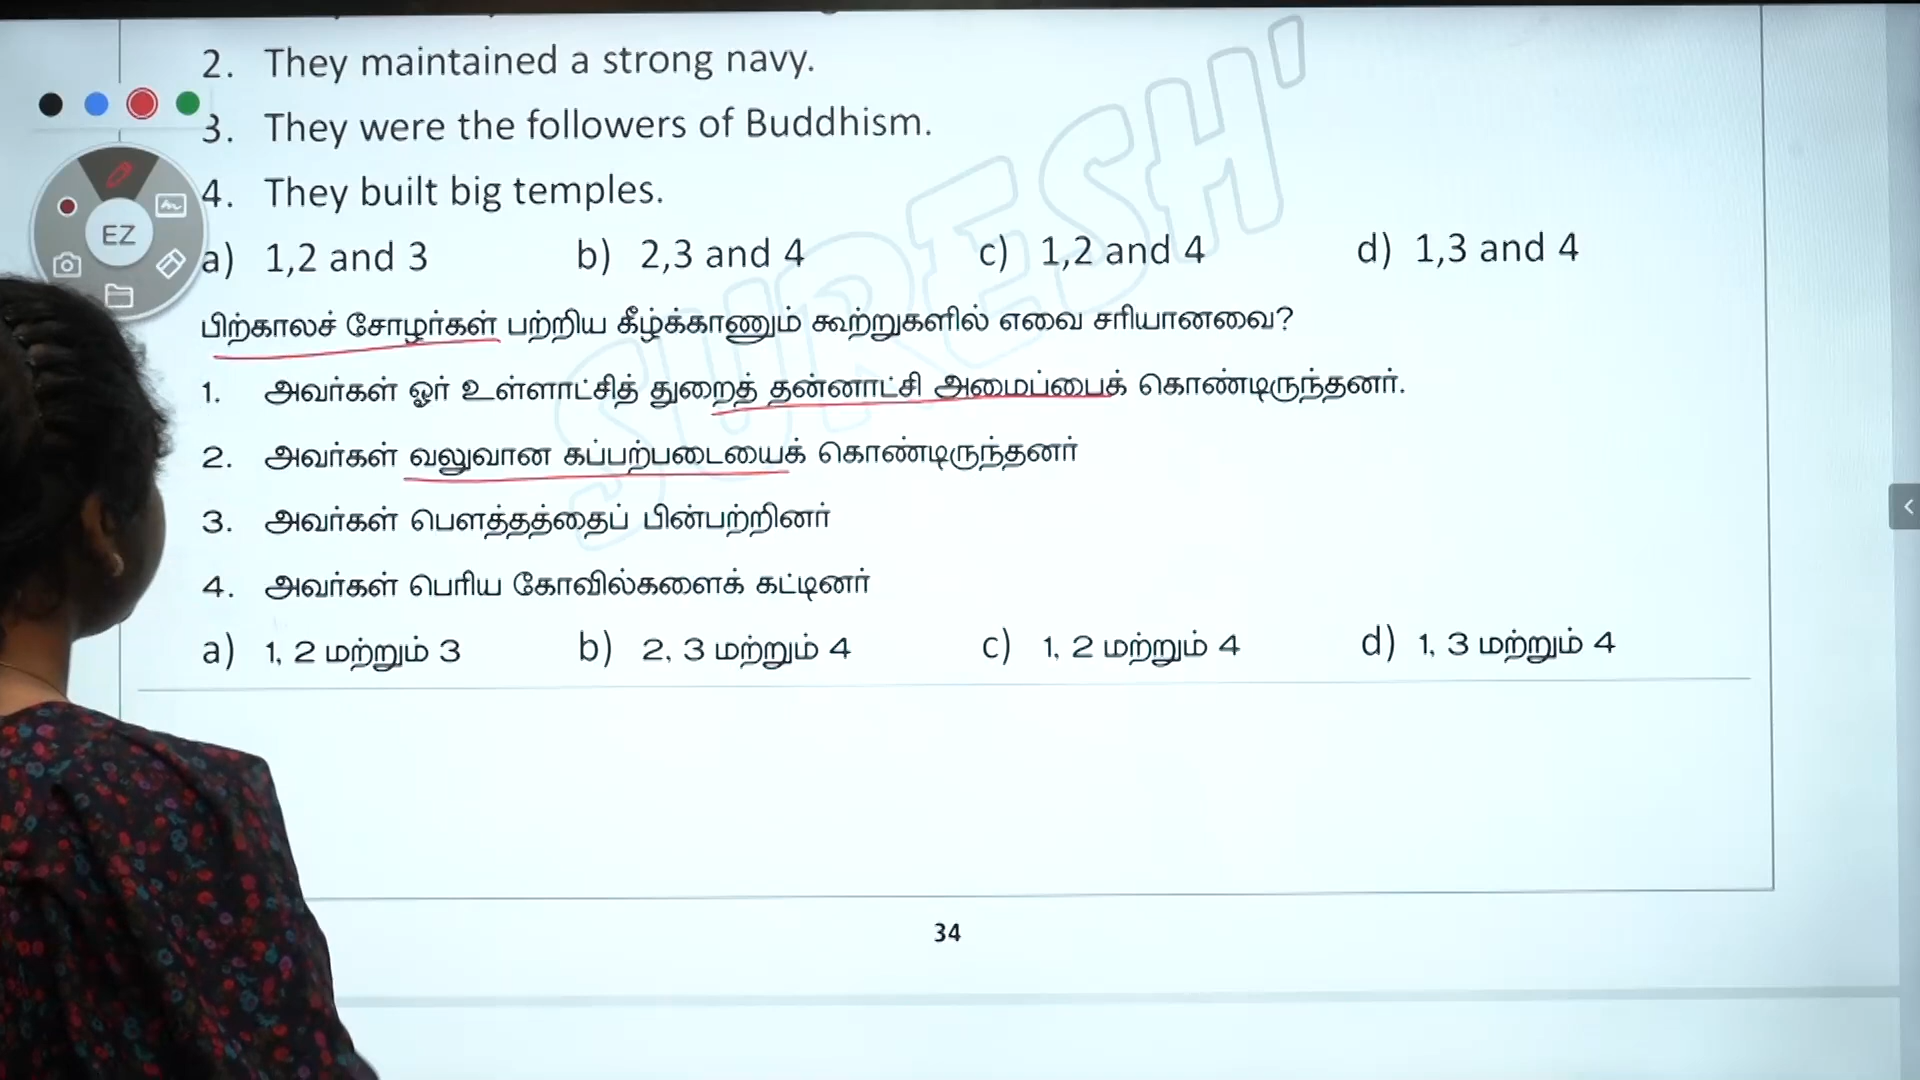 2. They maintained a strong navy.
3. They were the followers of Buddhism.
4. They built big temples.
a) 1,2 and 3 b) 2,3 and 4 c) 1,2 and 4 d) 1,3 and 4
பிற்காலச் சோழர்கள் பற்றிய கீழ்க்காணும் கூற்றுகளில் எவை சரியானவை?
1. அவர்கள் ஓர் உள்ளாட்சித் துறைத் தன்னாட்சி அமைப்பைக் கொண்டிருந்தனர்.
2. அவர்கள் வலுவான கப்பற்படையைக் கொண்டிருந்தனர்
3. அவர்கள் பௌத்தத்தைப் பின்பற்றினர்
4. அவர்கள் பெரிய கோவில்களைக் கட்டினர்
a) 1, 2 மற்றும் 3 b) 2, 3 மற்றும் 4 c) 1, 2 மற்றும் 4 d) 1, 3 மற்றும் 4
34
EZ
SURESH'